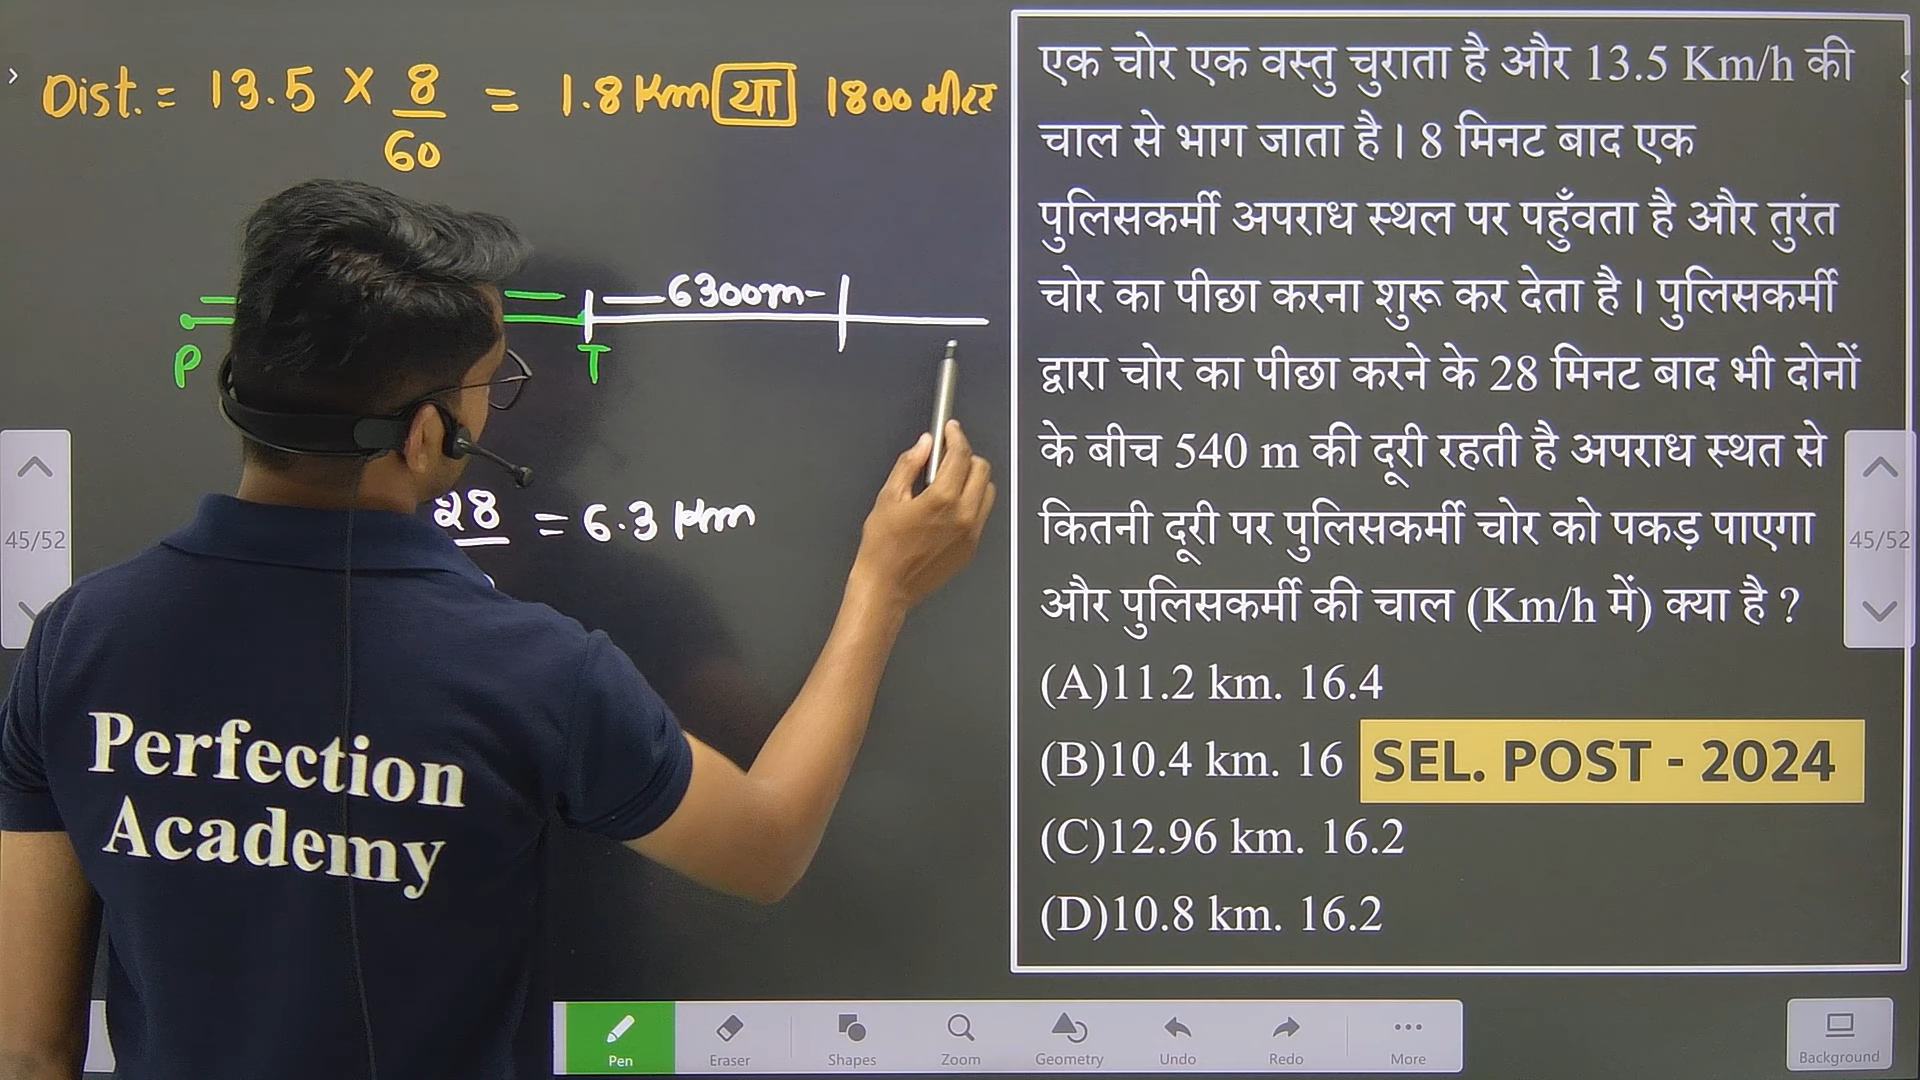 Dist. = 13.5 × 8/60 = 1.8 Km या 1800 मीटर
6300m
P
T
28 = 6.3 Km
Perfection
Academy
एक चोर एक वस्तु चुराता है और 13.5 Km/h की
चाल से भाग जाता है। 8 मिनट बाद एक
पुलिसकर्मी अपराध स्थल पर पहुँवता है और तुरंत
चोर का पीछा करना शुरू कर देता है। पुलिसकर्मी
द्वारा चोर का पीछा करने के 28 मिनट बाद भी दोनों
के बीच 540 m की दूरी रहती है अपराध स्थत से
कितनी दूरी पर पुलिसकर्मी चोर को पकड़ पाएगा
और पुलिसकर्मी की चाल (Km/h में) क्या है ?
(A)11.2 km. 16.4
(B)10.4 km. 16
SEL. POST - 2024
(C)12.96 km. 16.2
(D)10.8 km. 16.2
45/52
45/52
Pen
Eraser
Shapes
Zoom
Geometry
Undo
Redo
More
Background